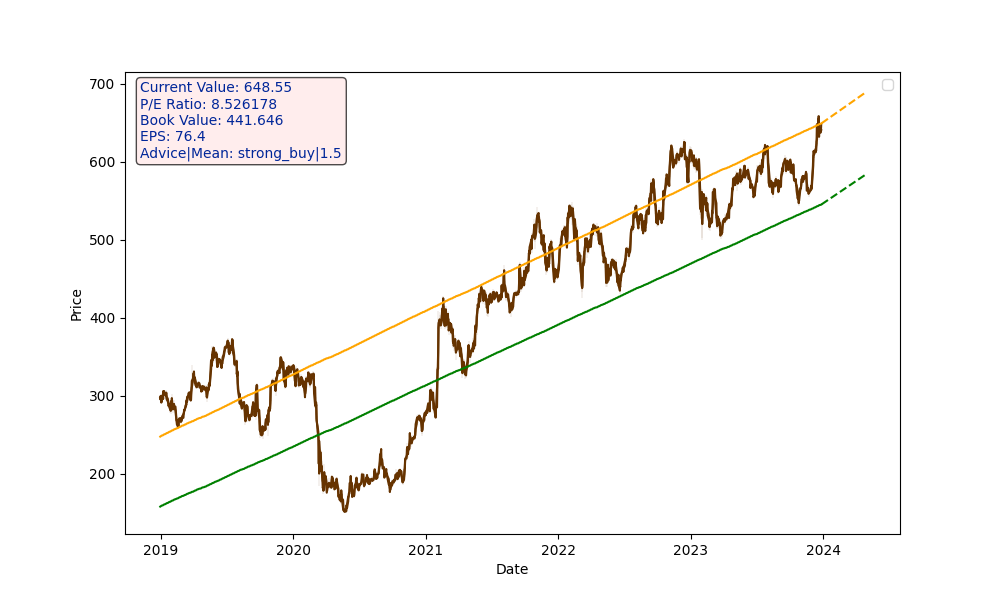 Current Value: 648.55
P/E Ratio: 8.526178
Book Value: 441.646
EPS: 76.4
Advice|Mean: strong_buy|1.5
700
600
500
400
300
200
Price
2019 2020 2021 2022 2023 2024
Date